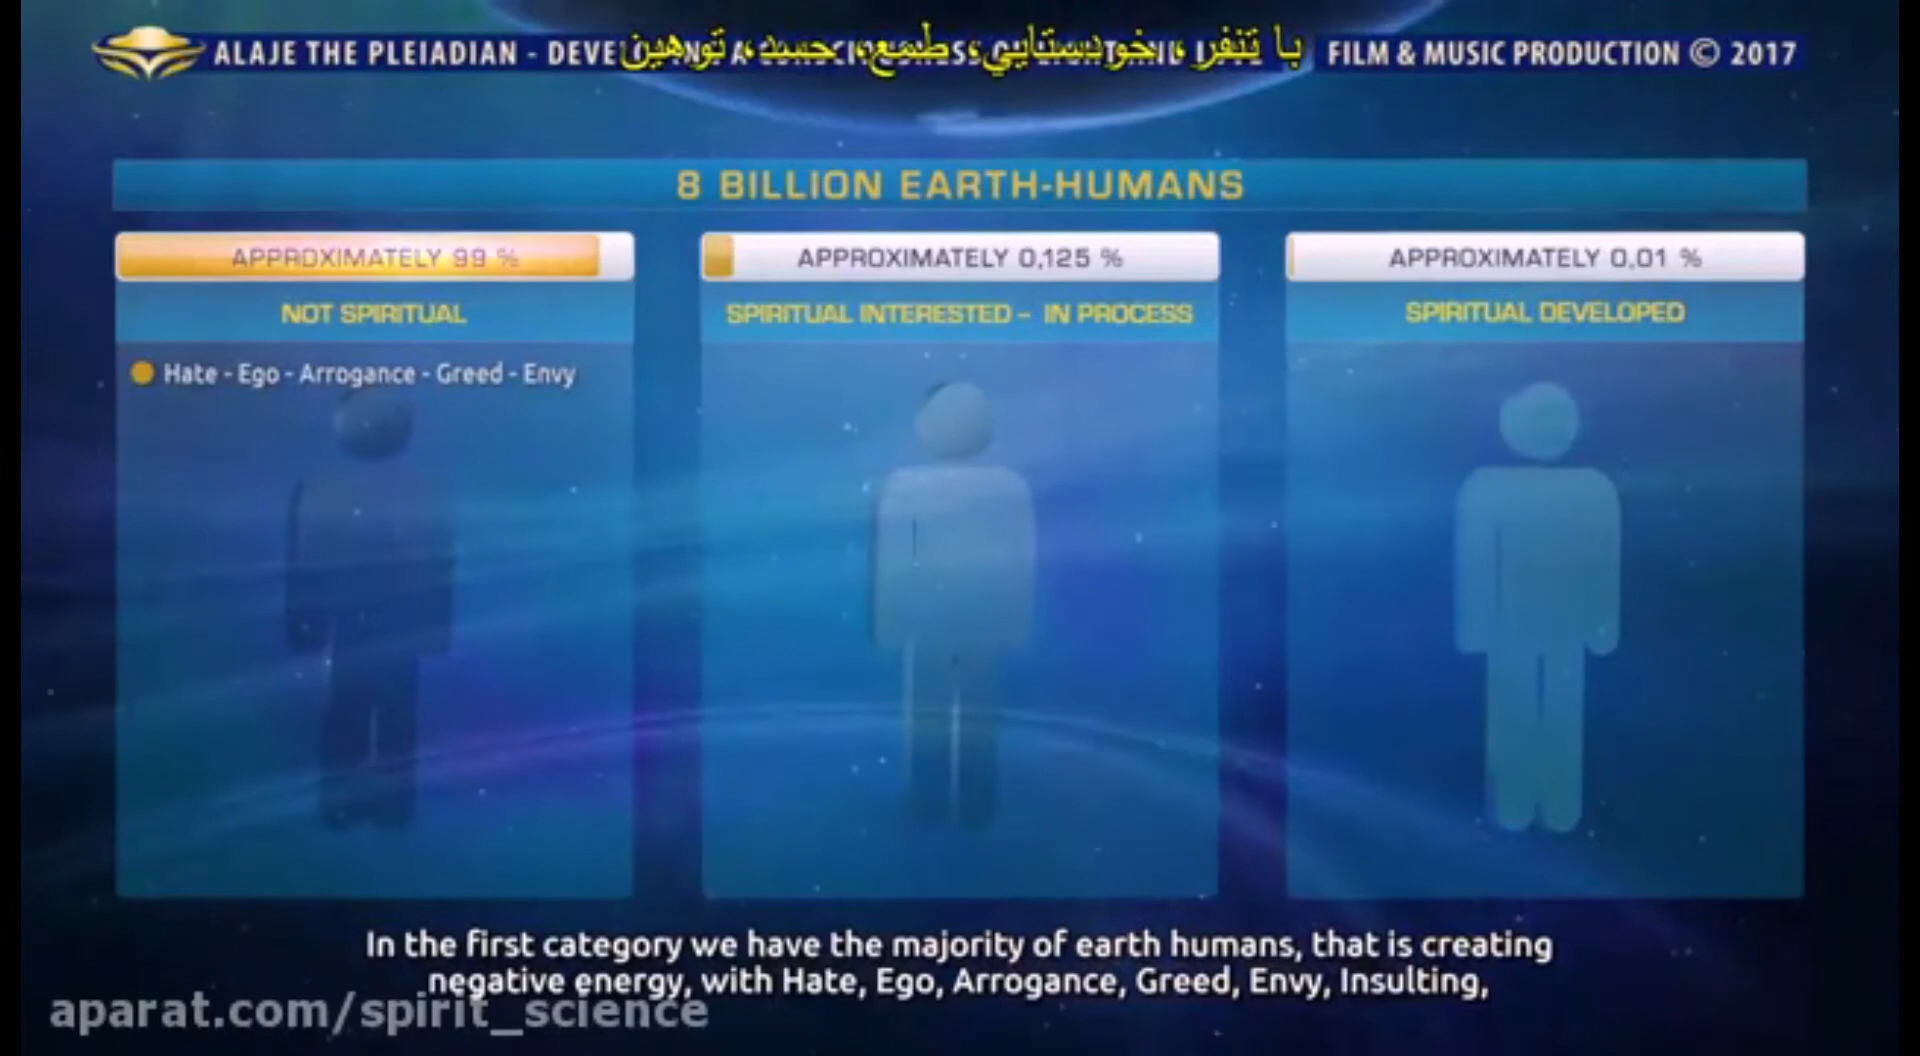 ALAJE THE PLEIADIAN - DEVE
با تنفر ، خودستایي، طمع، حسد، توهین
FILM & MUSIC PRODUCTION © 2017
8 BILLION EARTH-HUMANS
APPROXIMATELY 99 %
NOT SPIRITUAL
Hate - Ego - Arrogance - Greed - Envy
APPROXIMATELY 0,125 %
SPIRITUAL INTERESTED - IN PROCESS
APPROXIMATELY 0,01 %
SPIRITUAL DEVELOPED
In the first category we have the majority of earth humans, that is creating
negative energy, with Hate, Ego, Arrogance, Greed, Envy, Insulting,
aparat.com/spirit_science